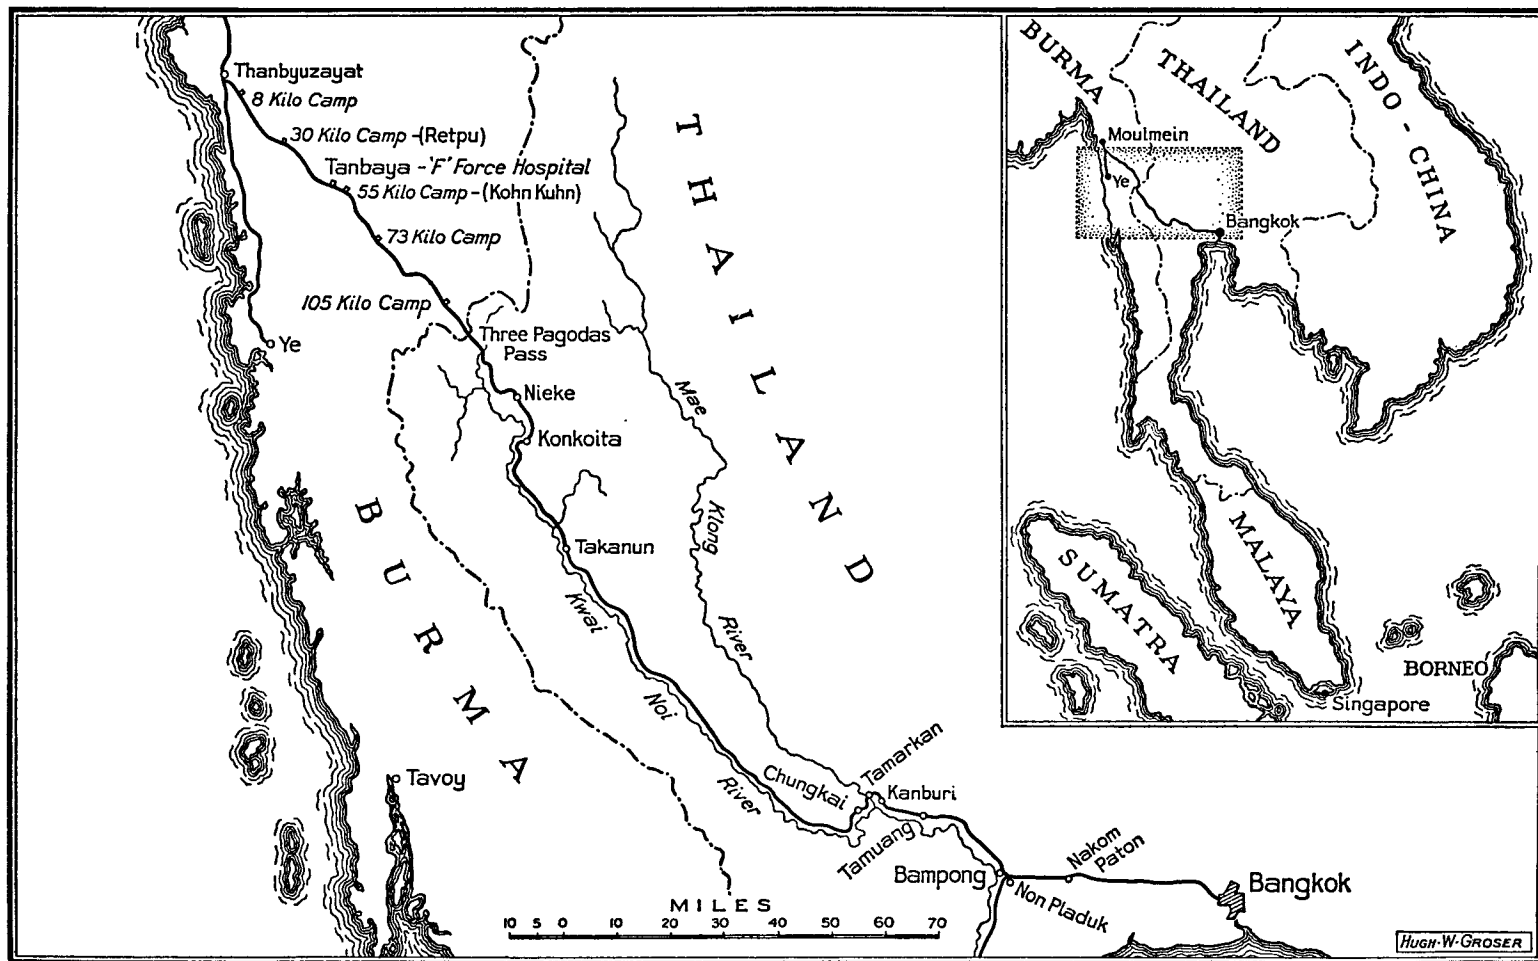 Thanbyuzayat
8 Kilo Camp
30 Kilo Camp -(Retpu)
Tanbaya - 'F' Force Hospital
55 Kilo Camp -(Kohn Kuhn)
73 Kilo Camp
105 Kilo Camp
Three Pagodas
Pass
Ye
Nieke
Konkoita
Takanun
Kwai
Noi
River
Mae
Klong
River
THAILAND
BURMA
Tavoy
Chungkai
Tamarkan
Kanburi
Tamuang
Bampong
Non Pladuk
Nakom
Paton
Bangkok
MILES
10 5 0 10 20 30 40 50 60 70
BURMA
THAILAND
INDO-CHINA
Moulmein
Ye
Bangkok
MALAYA
SUMATRA
BORNEO
Singapore
HUGH·W·GROSER